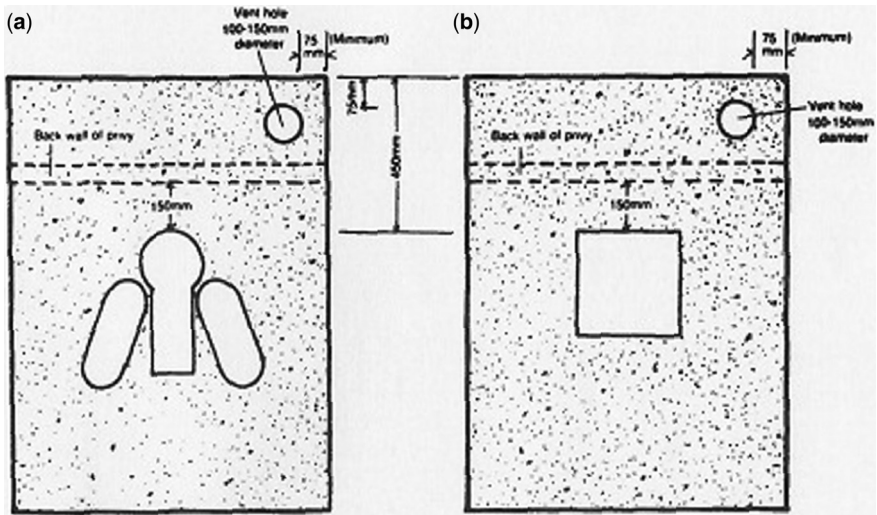 (a)
Vent hole
100-150mm
diameter
75
mm
(Minimum)
Back wall of privy
150mm
75mm
450mm
(b)
75
mm
(Minimum)
Vent hole
100-150mm
diameter
Back wall of privy
150mm